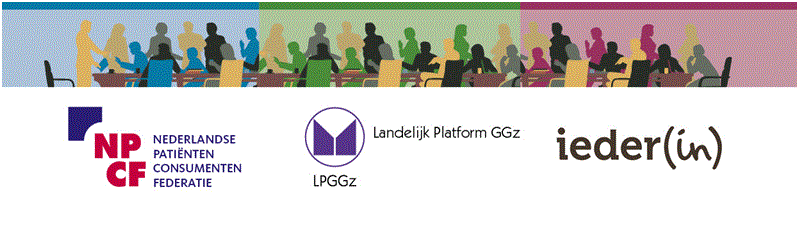 NP
CF
NEDERLANDSE
PATIËNTEN
CONSUMENTEN
FEDERATIE
Landelijk Platform GGz
LPGGz
ieder(in)